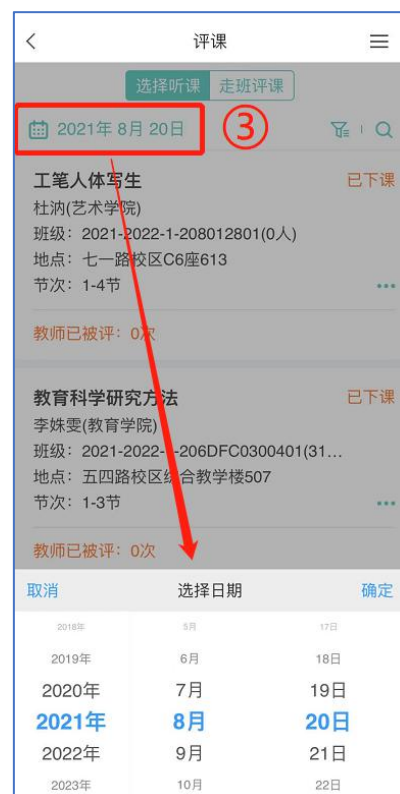 评课
选择听课 走班评课
2021年 8月 20日
③
工笔人体写生 已下课
杜汭(艺术学院)
班级：2021-2022-1-208012801(0人)
地点：七一路校区C6座613
节次：1-4节
教师已被评：0次
教育科学研究方法 已下课
李姝雯(教育学院)
班级：2021-2022-1-206DFC0300401(31...
地点：五四路校区综合教学楼507
节次：1-3节
教师已被评：0次
取消 选择日期 确定
2018年 5月 17日
2019年 6月 18日
2020年 7月 19日
2021年 8月 20日
2022年 9月 21日
2023年 10月 22日